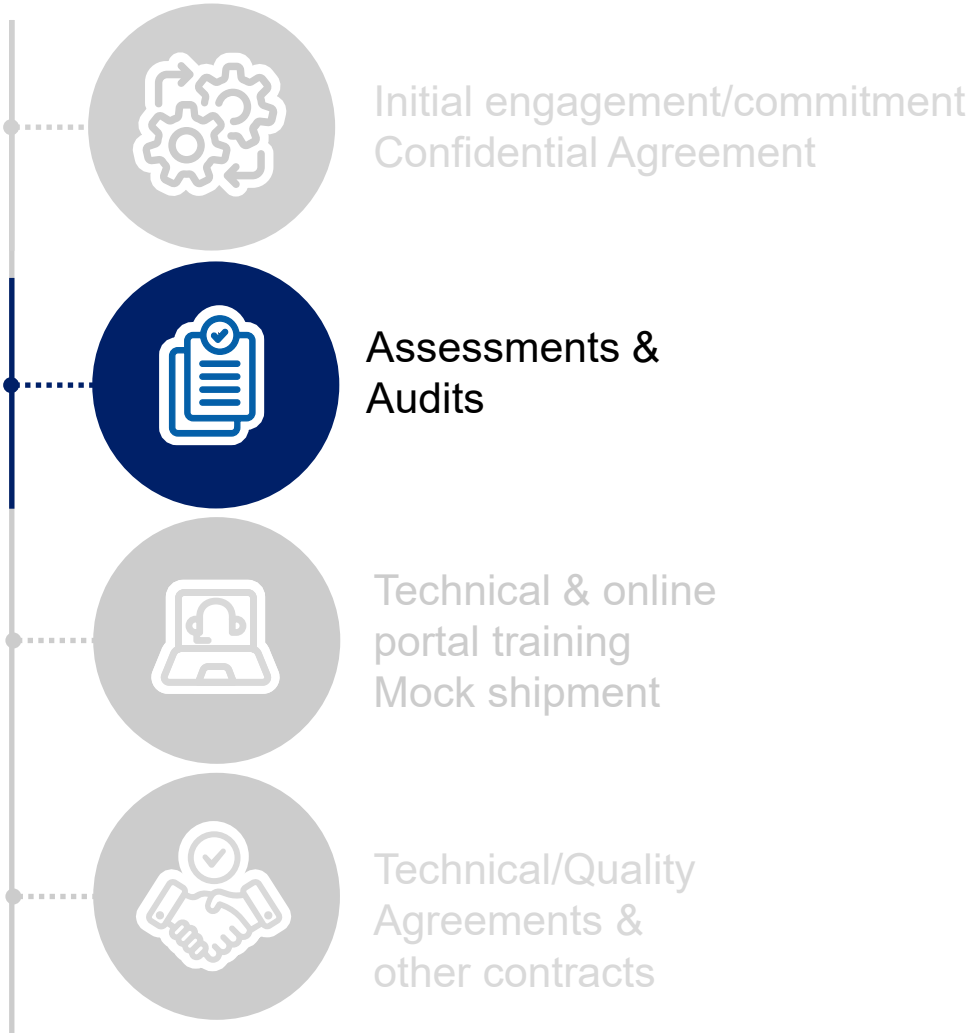 Initial engagement/commitment
Confidential Agreement
Assessments &
Audits
Technical & online
portal training
Mock shipment
Technical/Quality
Agreements &
other contracts